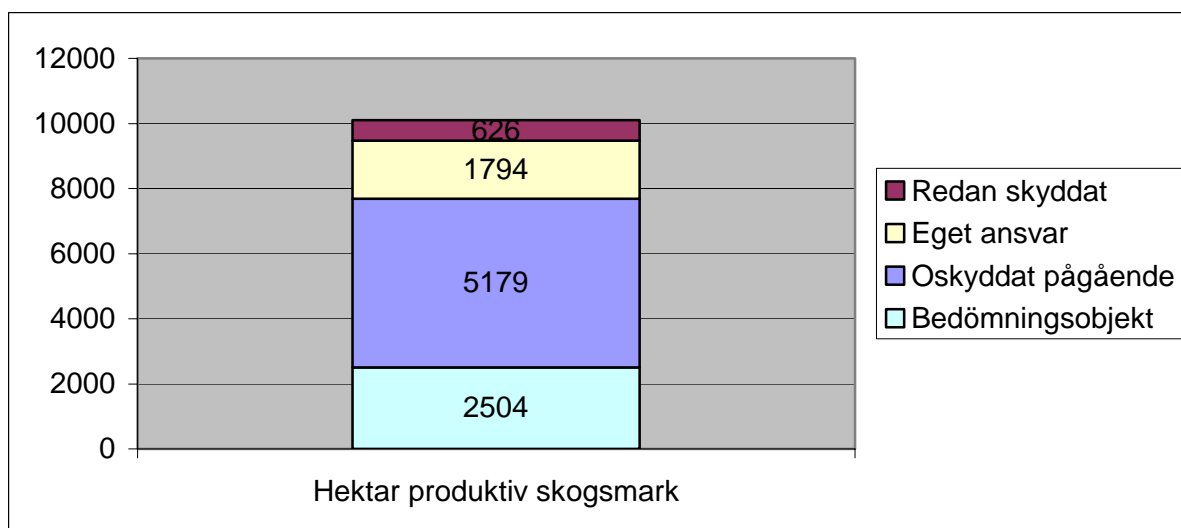 12000
10000
8000
6000
4000
2000
0
626
1794
5179
2504
Hektar produktiv skogsmark
Redan skyddat
Eget ansvar
Oskyddat pågående
Bedömningsobjekt